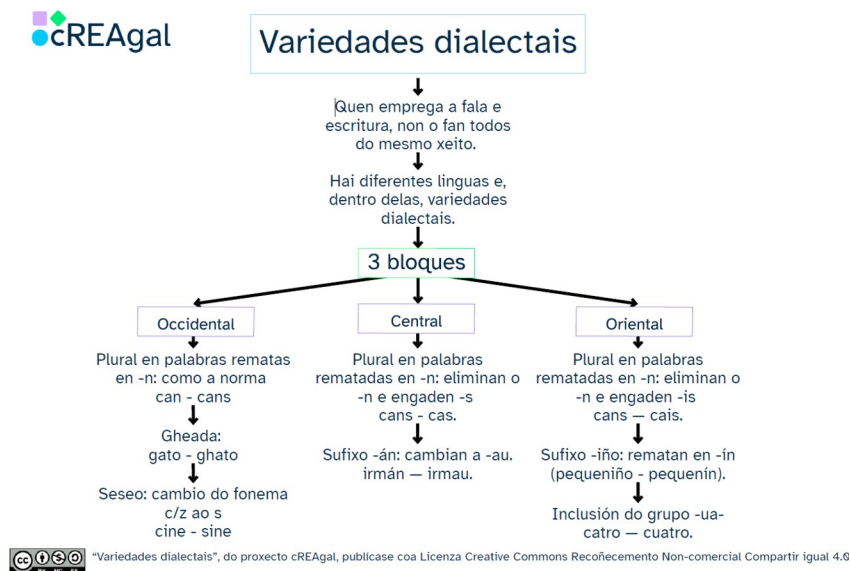 cREAgal
Variedades dialectais
Quen emprega a fala e
escritura, non o fan todos
do mesmo xeito.
Hai diferentes linguas e,
dentro delas, variedades
dialectais.
3 bloques
Occidental
Plural en palabras rematas
en -n: como a norma
can - cans
Gheada:
gato - ghato
Seseo: cambio do fonema
c/z ao s
cine - sine
Central
Plural en palabras
rematadas en -n: eliminan o
-n e engaden -s
cans - cas.
Sufixo -án: cambian a -au.
irmán — irmau.
Oriental
Plural en palabras
rematadas en -n: eliminan o
-n e engaden -is
cans — cais.
Sufixo -iño: rematan en -ín
(pequeniño - pequenín).
Inclusión do grupo -ua-
catro — cuatro.
cc
BY NC SA
"Variedades dialectais", do proxecto cREAgal, publícase coa Licenza Creative Commons Recoñecemento Non-comercial Compartir igual 4.0